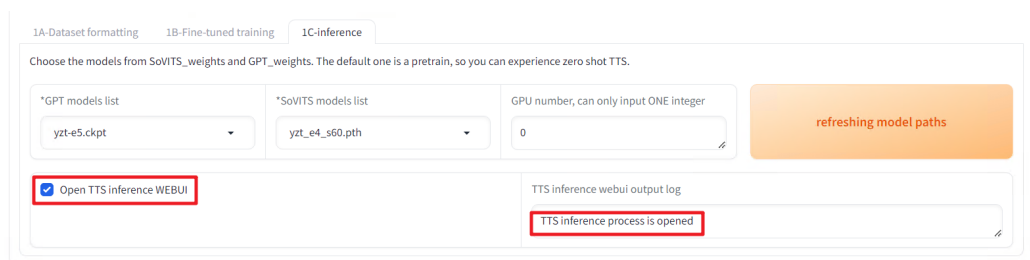 1A-Dataset formatting
1B-Fine-tuned training
1C-inference
Choose the models from SoVITS_weights and GPT_weights. The default one is a pretrain, so you can experience zero shot TTS.
*GPT models list
yzt-e5.ckpt
*SoVITS models list
yzt_e4_s60.pth
GPU number, can only input ONE integer
0
refreshing model paths
Open TTS inference WEBUI
TTS inference webui output log
TTS inference process is opened